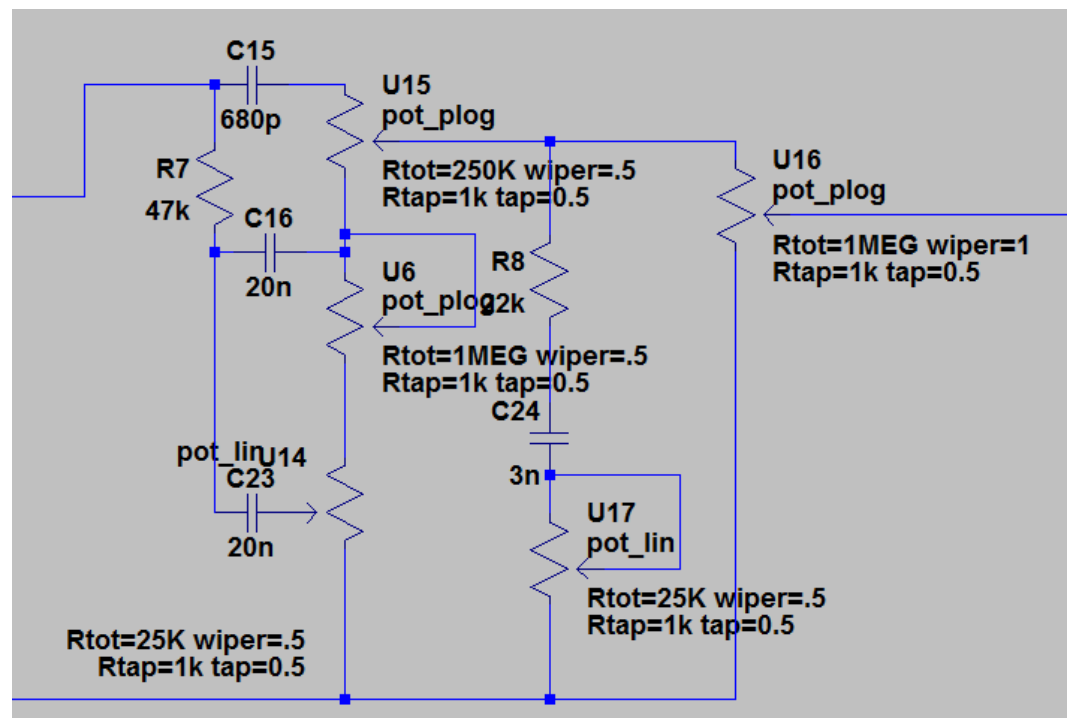 C15
680p
U15
pot_plog
Rtot=250K wiper=.5
Rtap=1k tap=0.5
R7
47k
C16
20n
U16
pot_plog
Rtot=1MEG wiper=1
Rtap=1k tap=0.5
U6
pot_plog
Rtot=1MEG wiper=.5
Rtap=1k tap=0.5
R8
22k
C24
3n
pot_lin
U14
C23
20n
U17
pot_lin
Rtot=25K wiper=.5
Rtap=1k tap=0.5
Rtot=25K wiper=.5
Rtap=1k tap=0.5